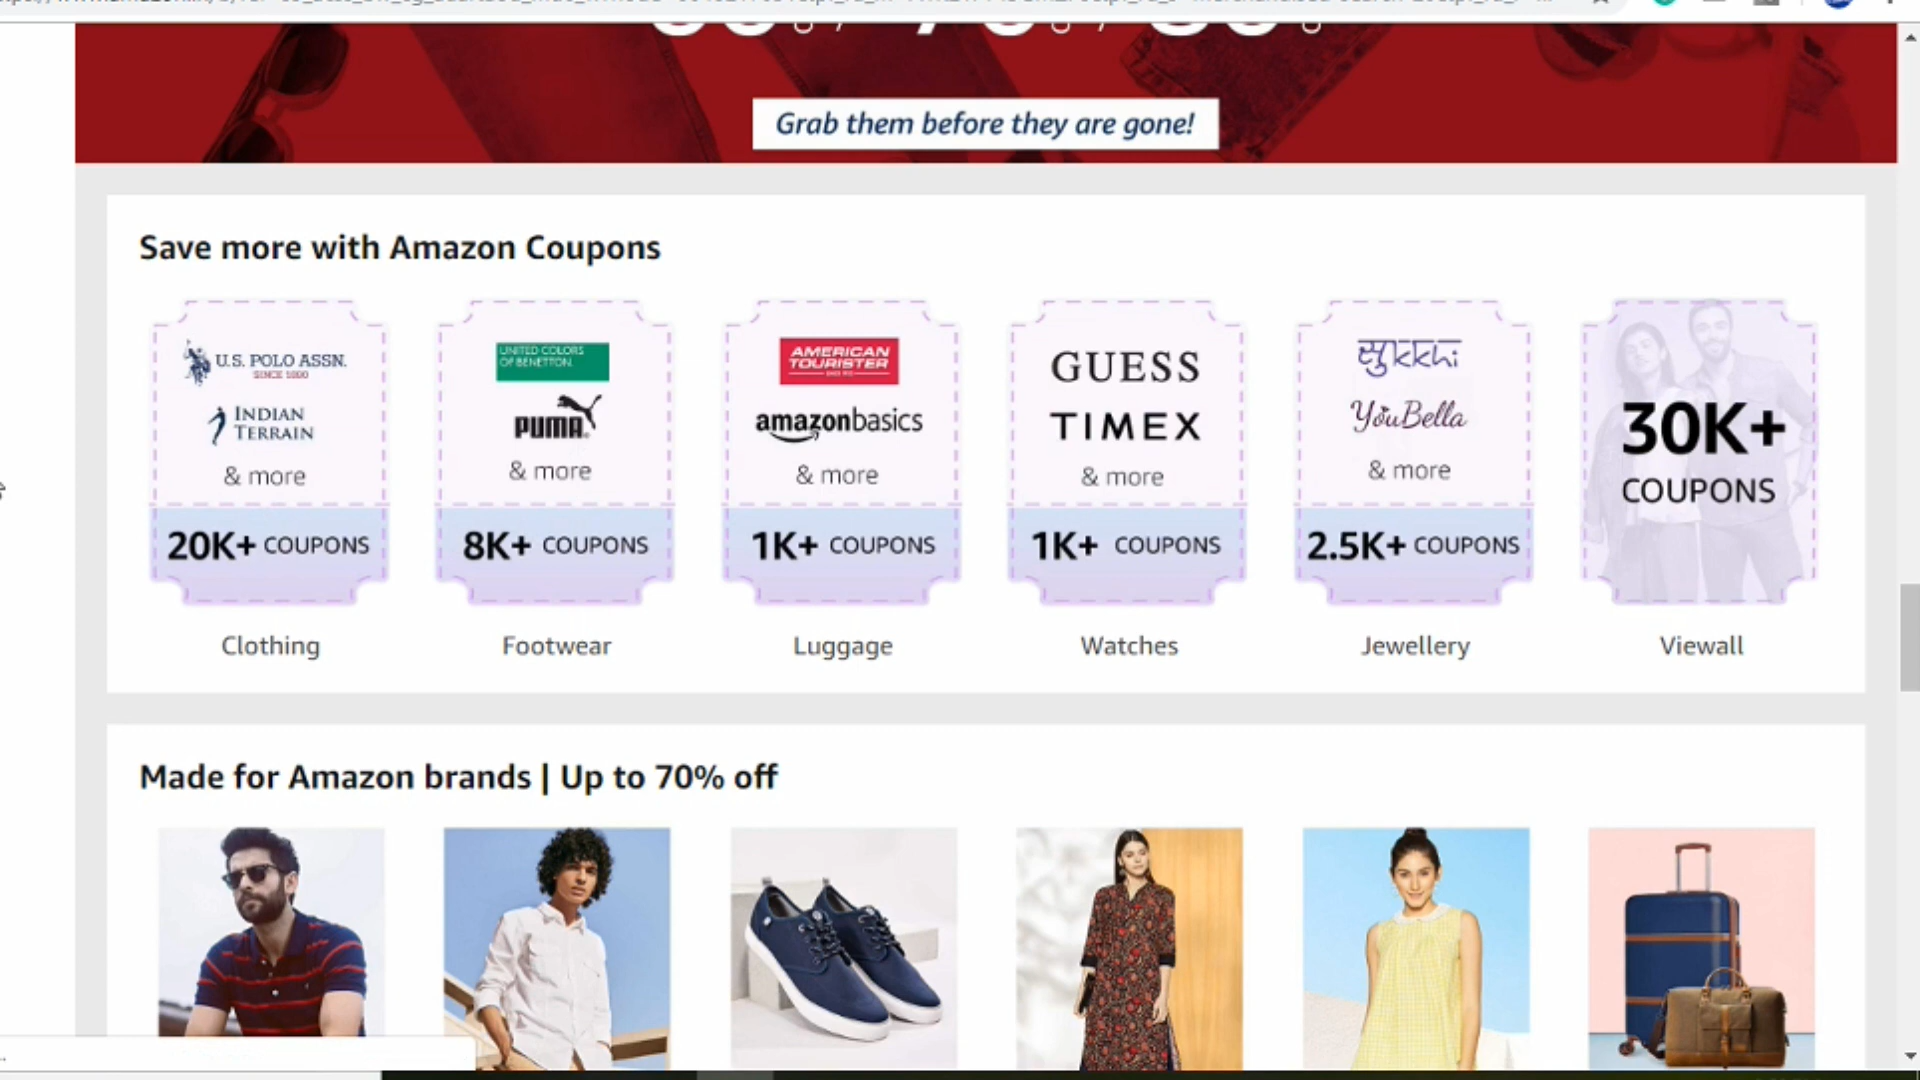 Grab them before they are gone!
Save more with Amazon Coupons
U.S. POLO ASSN.
SINCE 1890
INDIAN
TERRAIN
& more
20K+ COUPONS
Clothing
UNITED COLORS
OF BENETTON.
PUMA
& more
8K+ COUPONS
Footwear
AMERICAN
TOURISTER
amazonbasics
& more
1K+ COUPONS
Luggage
GUESS
TIMEX
& more
1K+ COUPONS
Watches
सुkkhi
YouBella
& more
2.5K+ COUPONS
Jewellery
30K+
COUPONS
Viewall
Made for Amazon brands | Up to 70% off